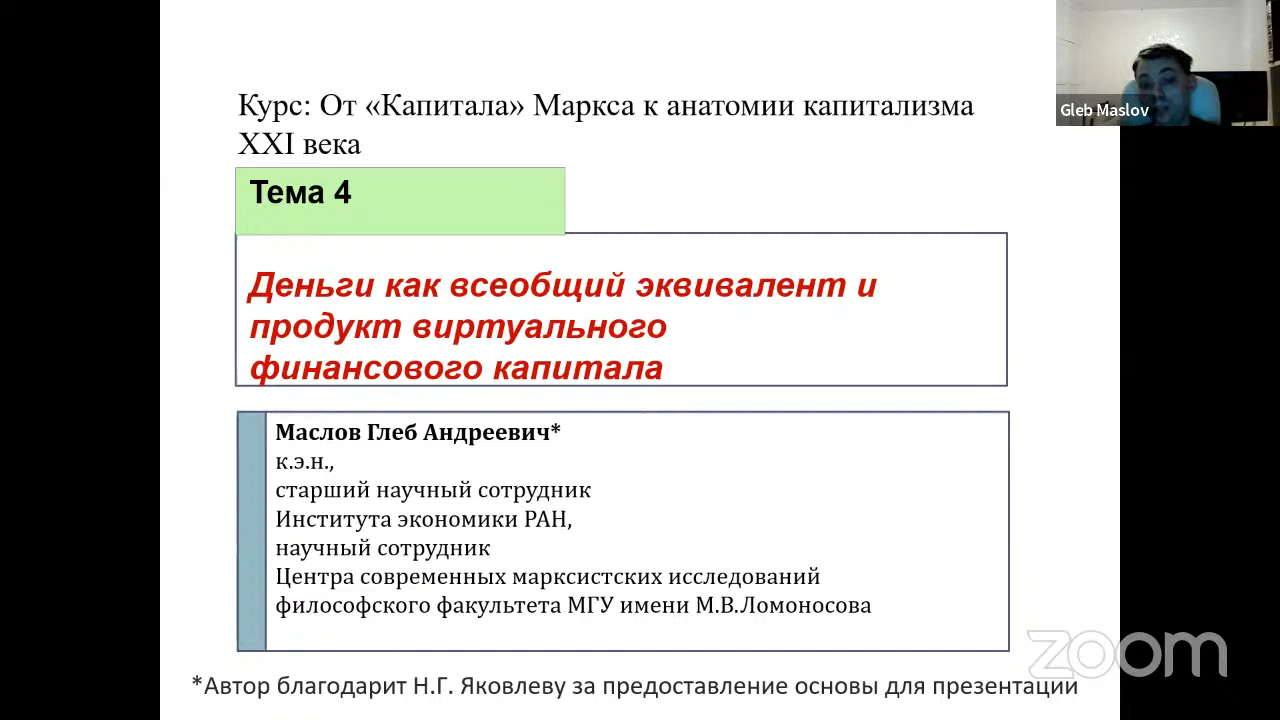 Курс: От «Капитала» Маркса к анатомии капитализма
XXI века
Тема 4
Деньги как всеобщий эквивалент и
продукт виртуального
финансового капитала
Маслов Глеб Андреевич*
к.э.н.,
старший научный сотрудник
Института экономики РАН,
научный сотрудник
Центра современных марксистских исследований
философского факультета МГУ имени М.В.Ломоносова
*Автор благодарит Н.Г. Яковлеву за предоставление основы для презентации
Gleb Maslov
zoom